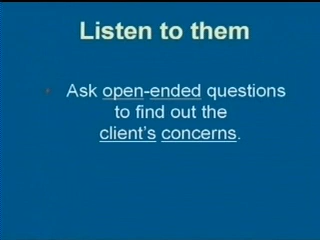 Listen to them
• Ask open-ended questions
to find out the
client's concerns.